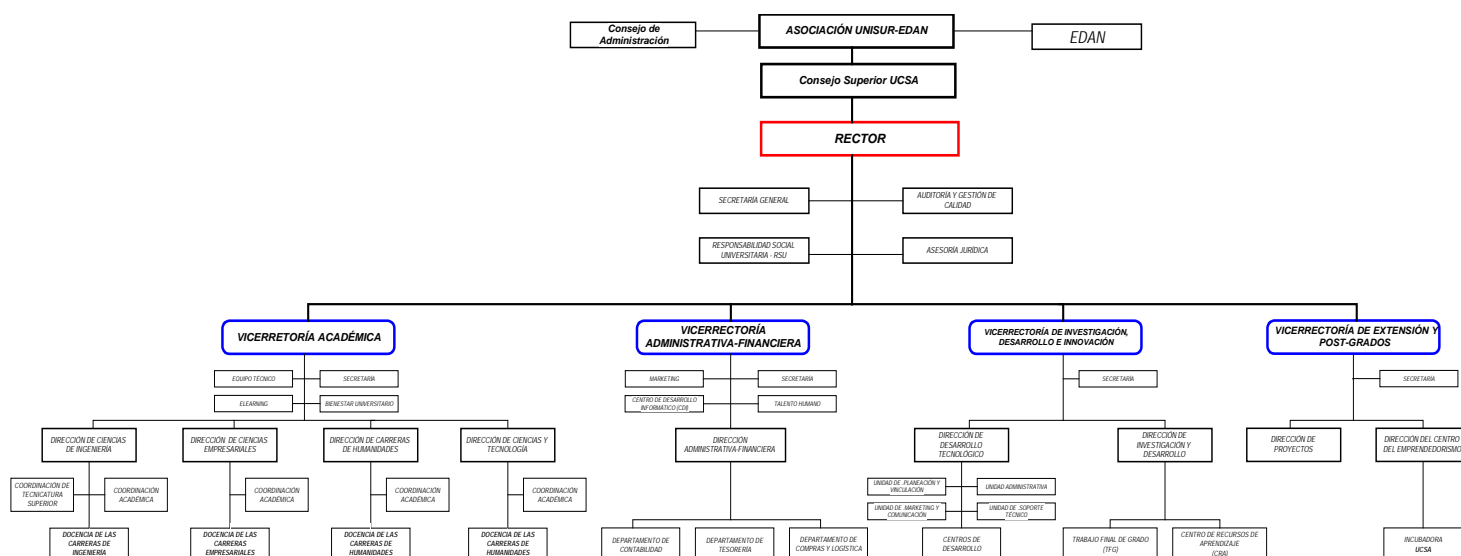 Consejo de
Administración
ASOCIACIÓN UNISUR-EDAN
EDAN
Consejo Superior UCSA
RECTOR
SECRETARÍA GENERAL
AUDITORÍA Y GESTIÓN DE
CALIDAD
RESPONSABILIDAD SOCIAL
UNIVERSITARIA - RSU
ASESORÍA JURÍDICA
VICERRETORÍA ACADÉMICA
VICERRECTORÍA
ADMINISTRATIVA-FINANCIERA
VICERRECTORÍA DE INVESTIGACIÓN,
DESARROLLO E INNOVACIÓN
VICERRECTORÍA DE EXTENSIÓN Y
POST-GRADOS
EQUIPO TÉCNICO
SECRETARÍA
MARKETING
SECRETARÍA
SECRETARÍA
SECRETARÍA
ELEARNING
BIENESTAR UNIVERSITARIO
CENTRO DE DESARROLLO
INFORMÁTICO (CDI)
TALENTO HUMANO
DIRECCIÓN DE CIENCIAS
DE INGENIERÍA
DIRECCIÓN DE CIENCIAS
EMPRESARIALES
DIRECCIÓN DE CARRERAS
DE HUMANIDADES
DIRECCIÓN DE CIENCIAS Y
TECNOLOGÍA
DIRECCIÓN
ADMINISTRATIVA-FINANCIERA
DIRECCIÓN DE
DESARROLLO
TECNOLÓGICO
DIRECCIÓN DE
INVESTIGACIÓN Y
DESARROLLO
DIRECCIÓN DE
PROYECTOS
DIRECCIÓN DEL CENTRO
DEL EMPRENDEDORISMO
COORDINACIÓN DE
TECNICATURA
SUPERIOR
COORDINACIÓN
ACADÉMICA
COORDINACIÓN
ACADÉMICA
COORDINACIÓN
ACADÉMICA
COORDINACIÓN
ACADÉMICA
UNIDAD DE .PLANEACIÓN Y
VINCULACIÓN
UNIDAD ADMINISTRATIVA
UNIDAD DE .MARKETING Y
COMUNICACIÓN
UNIDAD DE .SOPORTE
TÉCNICO
DOCENCIA DE LAS
CARRERAS DE
INGENIERÍA
DOCENCIA DE LAS
CARRERAS
EMPRESARIALES
DOCENCIA DE LAS
CARRERAS DE
HUMANIDADES
DOCENCIA DE LAS
CARRERAS DE
HUMANIDADES
DEPARTAMENTO DE
CONTABILIDAD
DEPARTAMENTO DE
TESORERÍA
DEPARTAMENTO DE
COMPRAS Y LOGÍSTICA
CENTROS DE
DESARROLLO
TRABAJO FINAL DE GRADO
(TFG)
CENTRO DE RECURSOS DE
APRENDIZAJE
(CRA)
INCUBADORA
UCSA